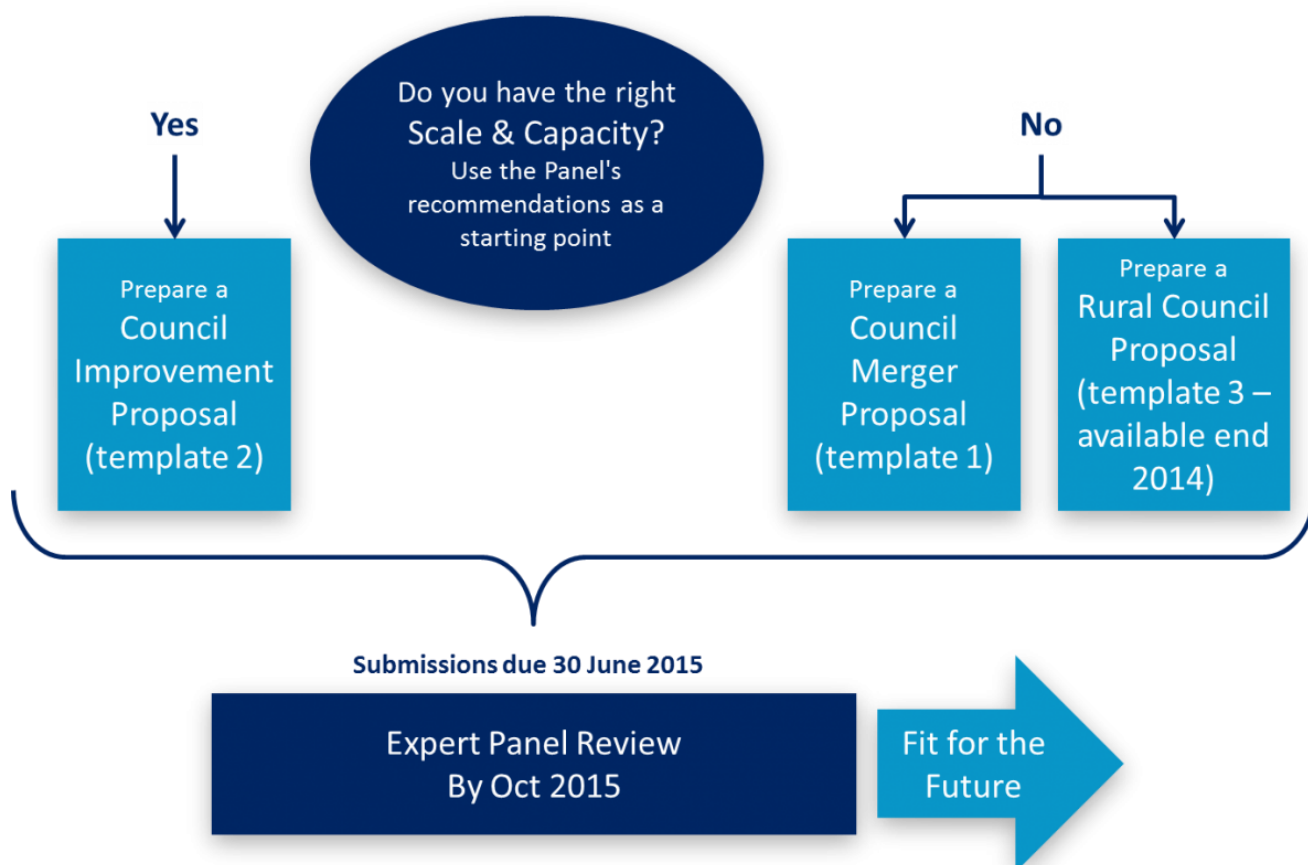 Do you have the right
Scale & Capacity?
Use the Panel's
recommendations as a
starting point
Yes
No
Prepare a
Council
Improvement
Proposal
(template 2)
Prepare a
Council
Merger
Proposal
(template 1)
Prepare a
Rural Council
Proposal
(template 3 –
available end
2014)
Submissions due 30 June 2015
Expert Panel Review
By Oct 2015
Fit for the
Future